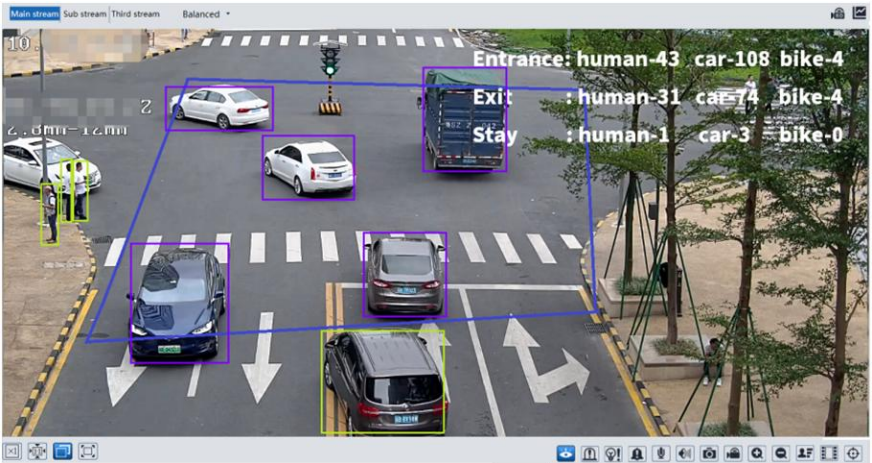 Main stream Sub stream Third stream Balanced
10.
Entrance: human-43 car-108 bike-4
Exit : human-31 car-74 bike-4
Stay : human-1 car-3 bike-0